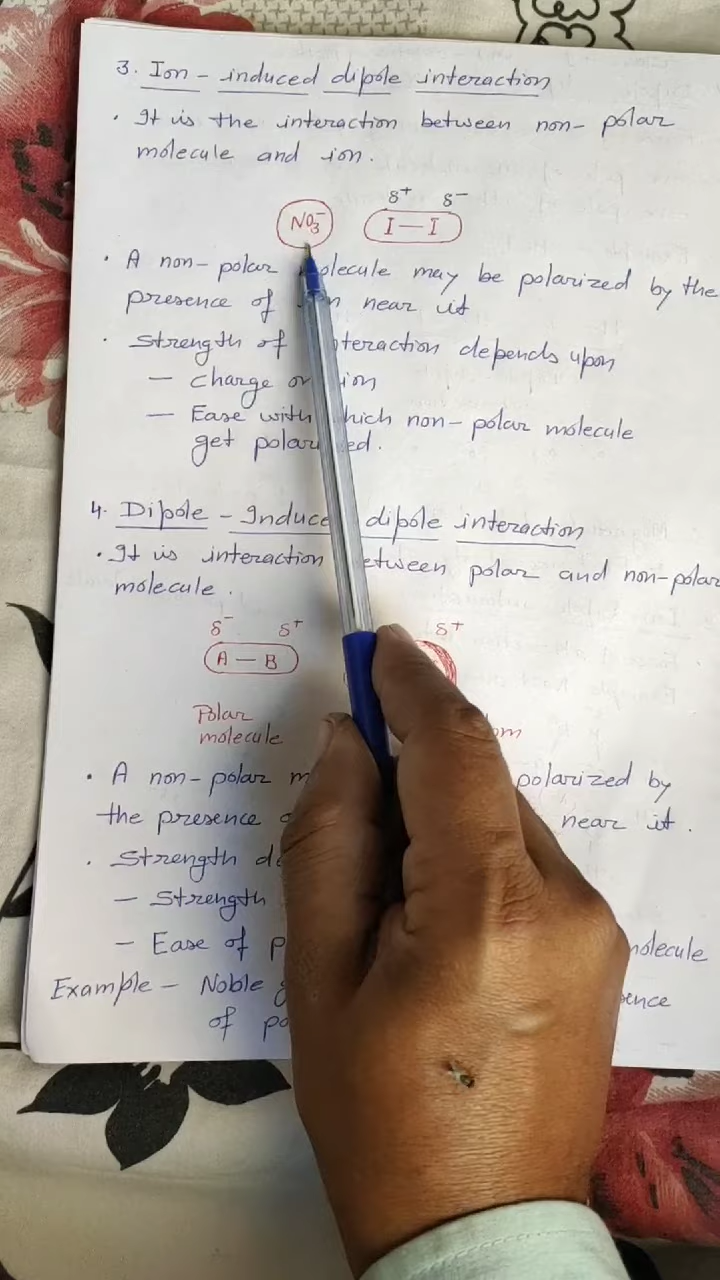 3. Ion - induced dipole interaction
• It is the interaction between non-polar
molecule and ion.
δ+ δ-
NO3- I—I
• A non-polar molecule may be polarized by the
presence of ion near it
• Strength of interaction depends upon
— charge on ion
— Ease with which non-polar molecule
get polarized.
4. Dipole - Induced dipole interaction
• It is interaction between polar and non-polar
molecule.
δ- δ+ δ+
A — B
Polar
molecule
• A non-polar polarized by
the presence near it.
• Strength
— Strength
— Ease of molecule
Example - Noble
of